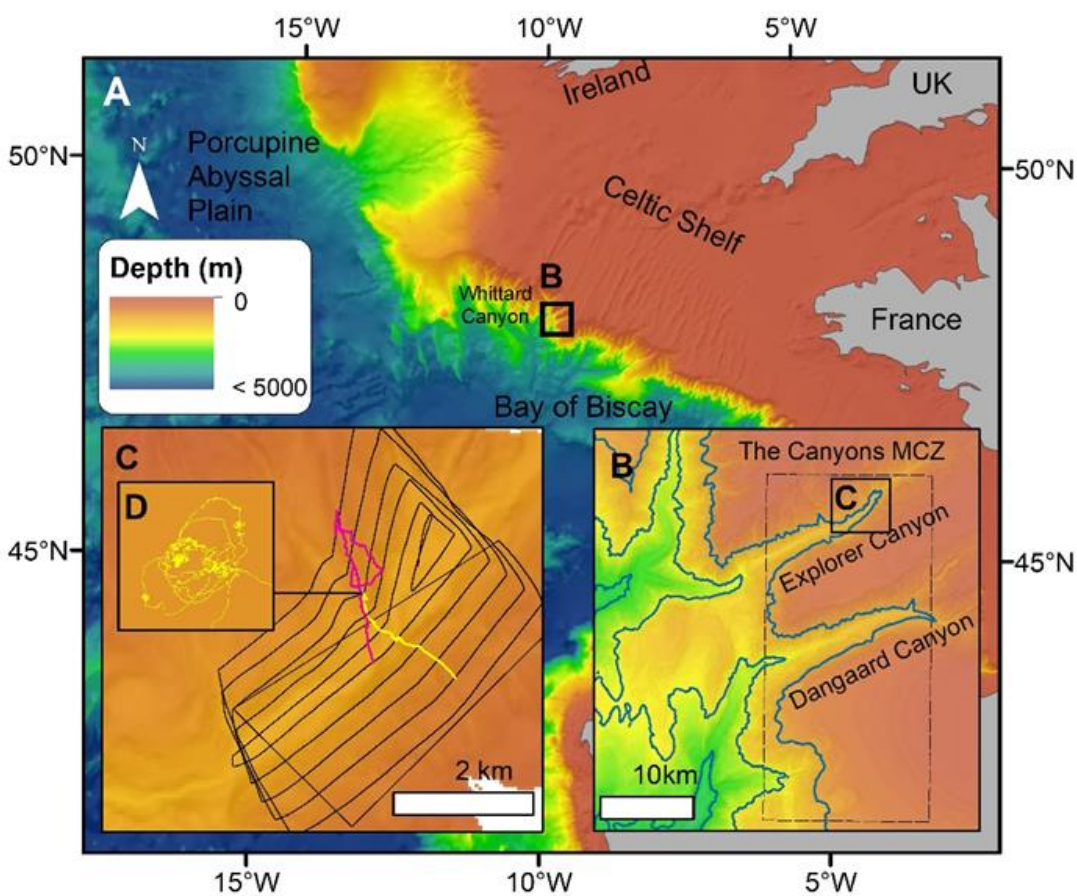 15°W 10°W 5°W
A
N
Porcupine
Abyssal
Plain
Ireland
UK
50°N
50°N
Celtic Shelf
Depth (m)
0
< 5000
B
Whittard
Canyon
France
Bay of Biscay
C
D
2 km
B
The Canyons MCZ
C
Explorer Canyon
Dangaard Canyon
10km
45°N
45°N
15°W 10°W 5°W